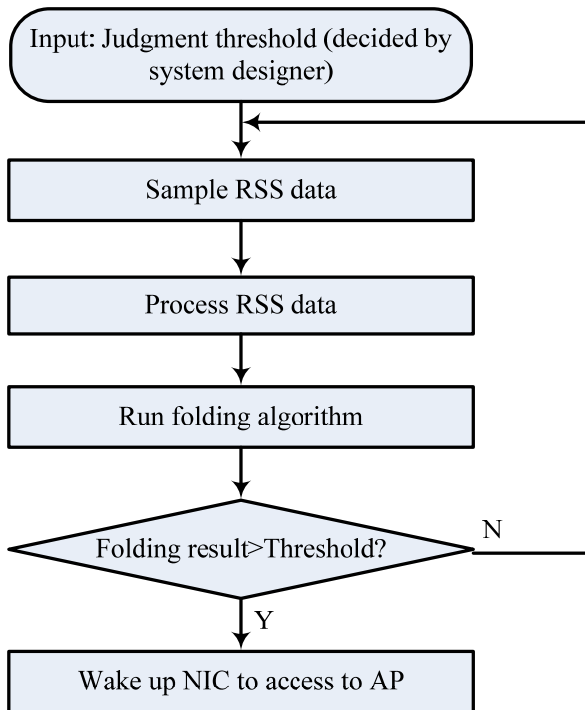 Input: Judgment threshold (decided by
system designer)
Sample RSS data
Process RSS data
Run folding algorithm
Folding result>Threshold?
N
Y
Wake up NIC to access to AP